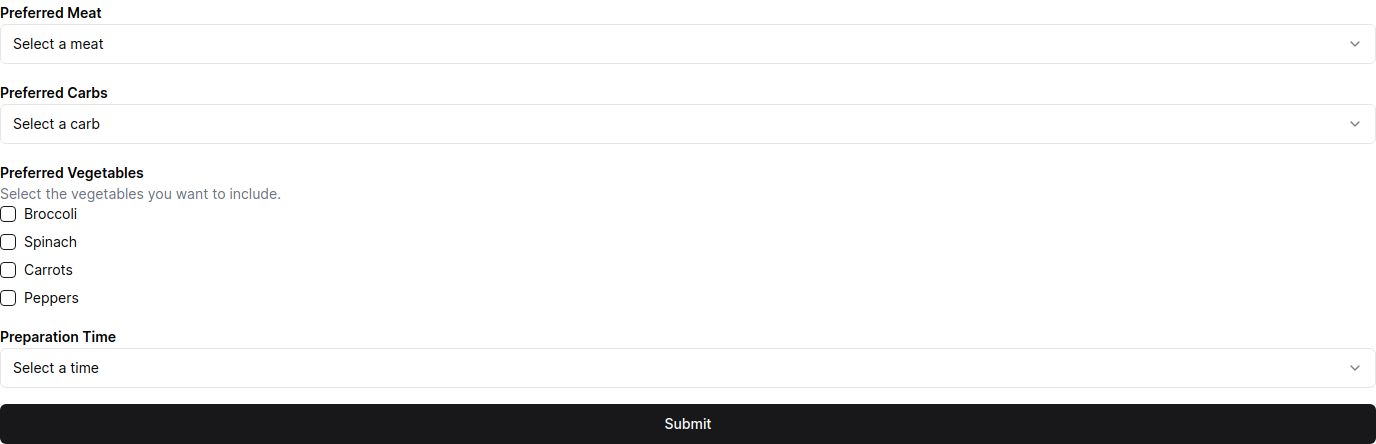 Preferred Meat
Select a meat
Preferred Carbs
Select a carb
Preferred Vegetables
Select the vegetables you want to include.
Broccoli
Spinach
Carrots
Peppers
Preparation Time
Select a time
Submit